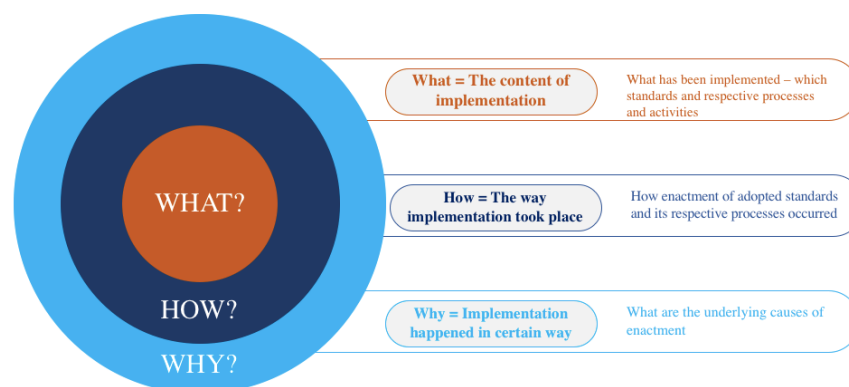 WHAT?
HOW?
WHY?
What = The content of
implementation
What has been implemented – which
standards and respective processes
and activities
How = The way
implementation took place
How enactment of adopted standards
and its respective processes occurred
Why = Implementation
happened in certain way
What are the underlying causes of
enactment